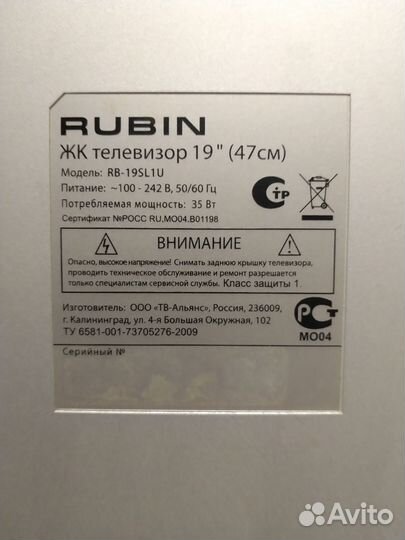 RUBIN
ЖК телевизор 19" (47см)
Модель: RB-19SL1U
Питание: ~100 - 242 В, 50/60 Гц
Потребляемая мощность: 35 Вт
Сертификат №РОСС RU,МО04.В01198
СТР
ВНИМАНИЕ
Опасно, высокое напряжение! Снимать заднюю крышку телевизора,
проводить техническое обслуживание и ремонт разрешается
только специалистам сервисной службы. Класс защиты 1.
Изготовитель: ООО «ТВ-Альянс», Россия, 236009,
г. Калининград, ул. 4-я Большая Окружная, 102
ТУ 6581-001-73705276-2009
РСТ
МО04
Серийный №
Avito